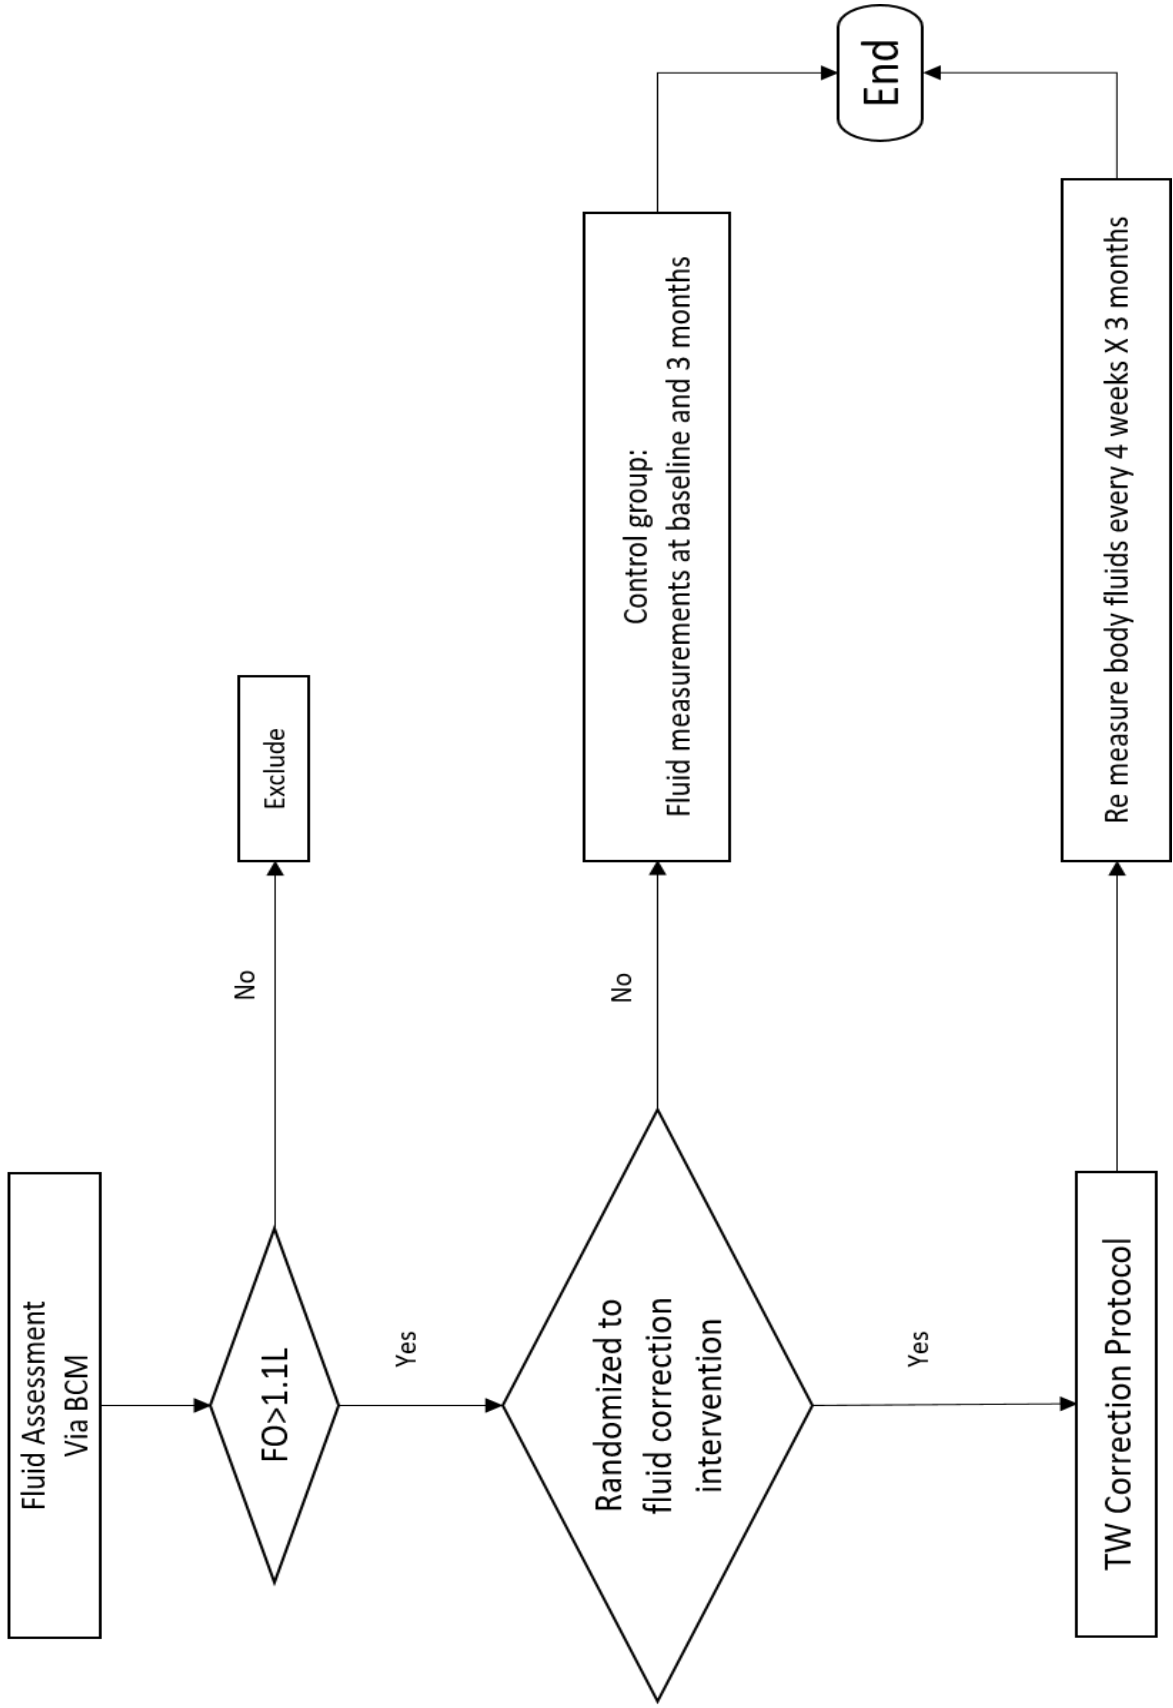 Fluid Assessment
Via BCM
FO>1.1L
No
Exclude
Yes
Randomized to
fluid correction
intervention
No
Control group:
Fluid measurements at baseline and 3 months
Yes
TW Correction Protocol
Re measure body fluids every 4 weeks X 3 months
End